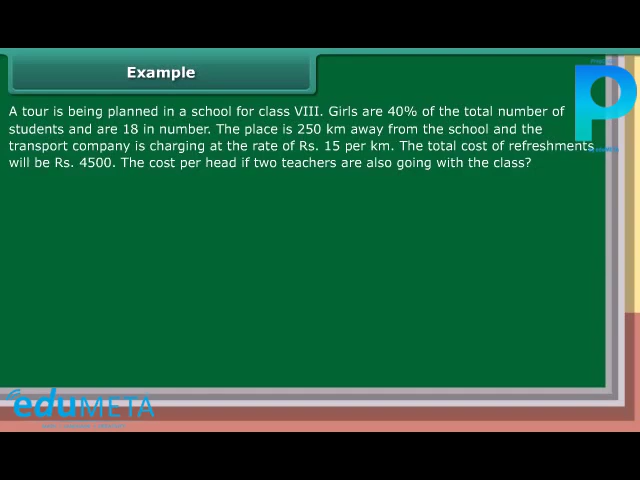 Example
A tour is being planned in a school for class VIII. Girls are 40% of the total number of
students and are 18 in number. The place is 250 km away from the school and the
transport company is charging at the rate of Rs. 15 per km. The total cost of refreshments
will be Rs. 4500. The cost per head if two teachers are also going with the class?
P
eduMETA